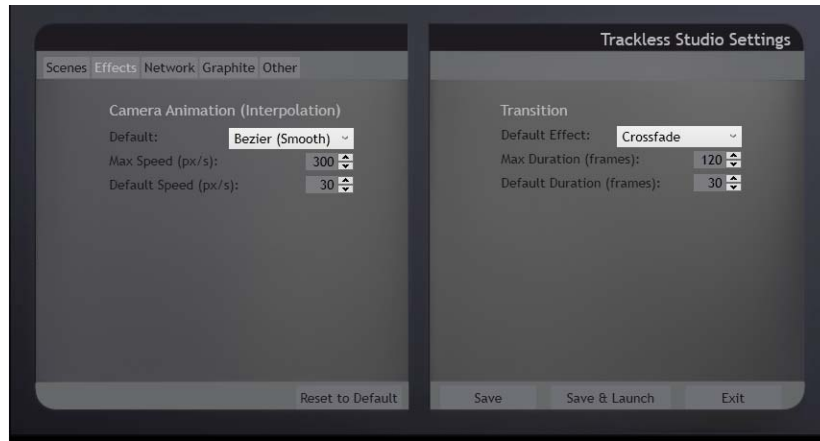 Trackless Studio Settings
Scenes Effects Network Graphite Other
Camera Animation (Interpolation)
Default: Bezier (Smooth)
Max Speed (px/s): 300
Default Speed (px/s): 30
Transition
Default Effect: Crossfade
Max Duration (frames): 120
Default Duration (frames): 30
Reset to Default Save Save & Launch Exit